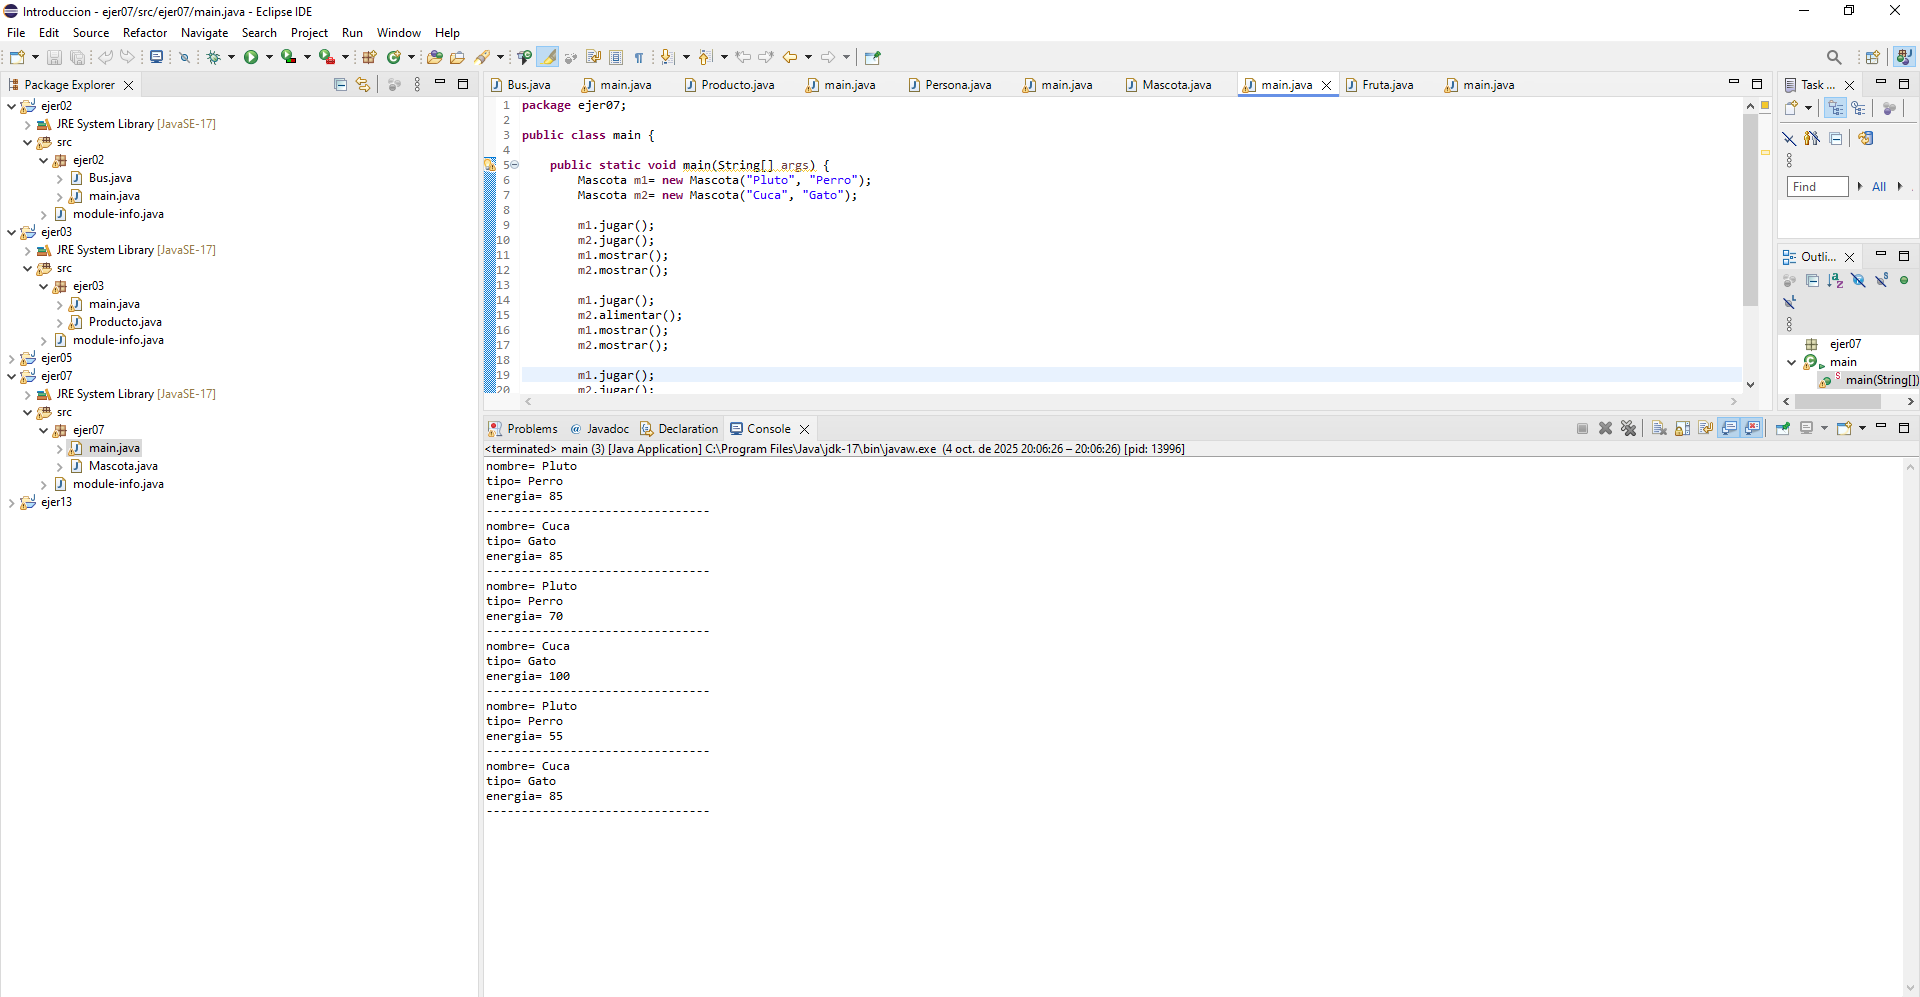 Introduccion - ejer07/src/ejer07/main.java - Eclipse IDE
File Edit Source Refactor Navigate Search Project Run Window Help
Package Explorer
ejer02
JRE System Library [JavaSE-17]
src
ejer02
Bus.java
main.java
module-info.java
ejer03
JRE System Library [JavaSE-17]
src
ejer03
main.java
Producto.java
module-info.java
ejer05
ejer07
JRE System Library [JavaSE-17]
src
ejer07
main.java
Mascota.java
module-info.java
ejer13
Bus.java main.java Producto.java main.java Persona.java main.java Mascota.java main.java Fruta.java main.java
1 package ejer07;
2
3 public class main {
4
5 public static void main(String[] args) {
6 Mascota m1= new Mascota("Pluto", "Perro");
7 Mascota m2= new Mascota("Cuca", "Gato");
8
9 m1.jugar();
10 m2.jugar();
11 m1.mostrar();
12 m2.mostrar();
13
14 m1.jugar();
15 m2.alimentar();
16 m1.mostrar();
17 m2.mostrar();
18
19 m1.jugar();
20 m2.jugar();
Task ...
Find All
Outli...
ejer07
main
main(String[])
Problems Javadoc Declaration Console
<terminated> main (3) [Java Application] C:\Program Files\Java\jdk-17\bin\javaw.exe (4 oct. de 2025 20:06:26 – 20:06:26) [pid: 13996]
nombre= Pluto
tipo= Perro
energia= 85
--------------------------------
nombre= Cuca
tipo= Gato
energia= 85
--------------------------------
nombre= Pluto
tipo= Perro
energia= 70
--------------------------------
nombre= Cuca
tipo= Gato
energia= 100
--------------------------------
nombre= Pluto
tipo= Perro
energia= 55
--------------------------------
nombre= Cuca
tipo= Gato
energia= 85
--------------------------------